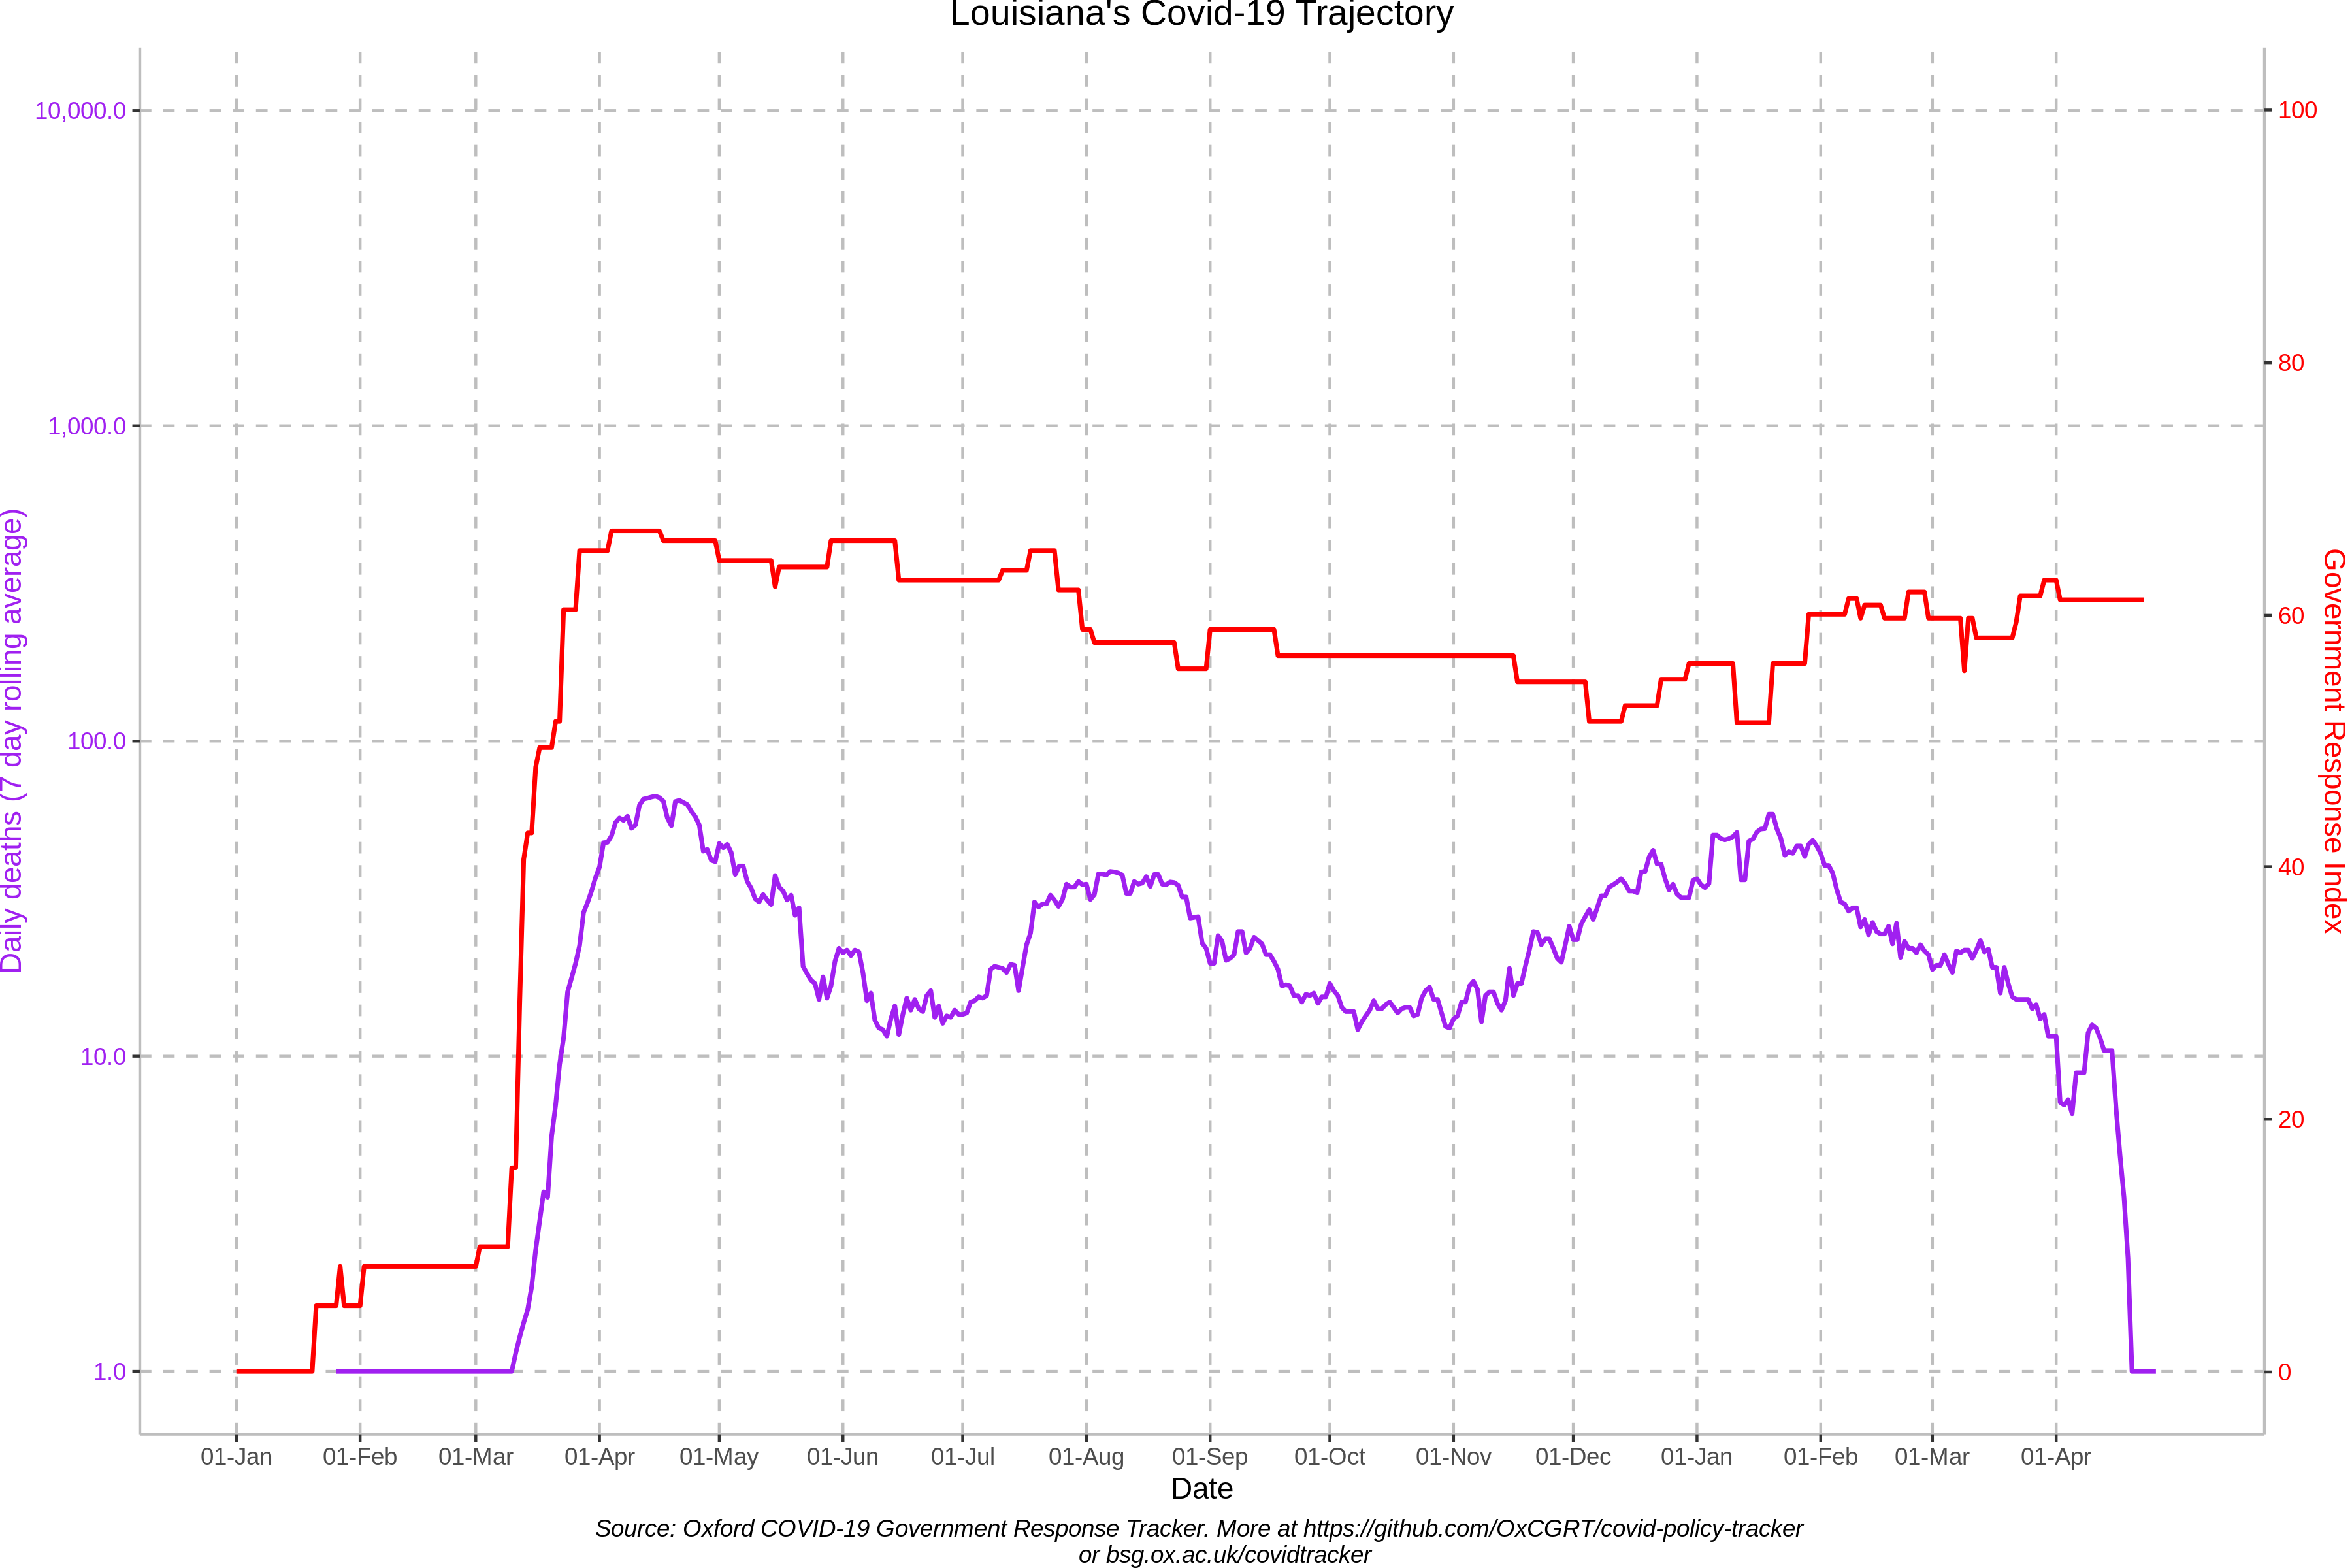 Louisiana's Covid-19 Trajectory
10,000.0
1,000.0
100.0
10.0
1.0
Daily deaths (7 day rolling average)
100
80
60
40
20
0
Government Response Index
01-Jan 01-Feb 01-Mar 01-Apr 01-May 01-Jun 01-Jul 01-Aug 01-Sep 01-Oct 01-Nov 01-Dec 01-Jan 01-Feb 01-Mar 01-Apr
Date
Source: Oxford COVID-19 Government Response Tracker. More at https://github.com/OxCGRT/covid-policy-tracker
or bsg.ox.ac.uk/covidtracker